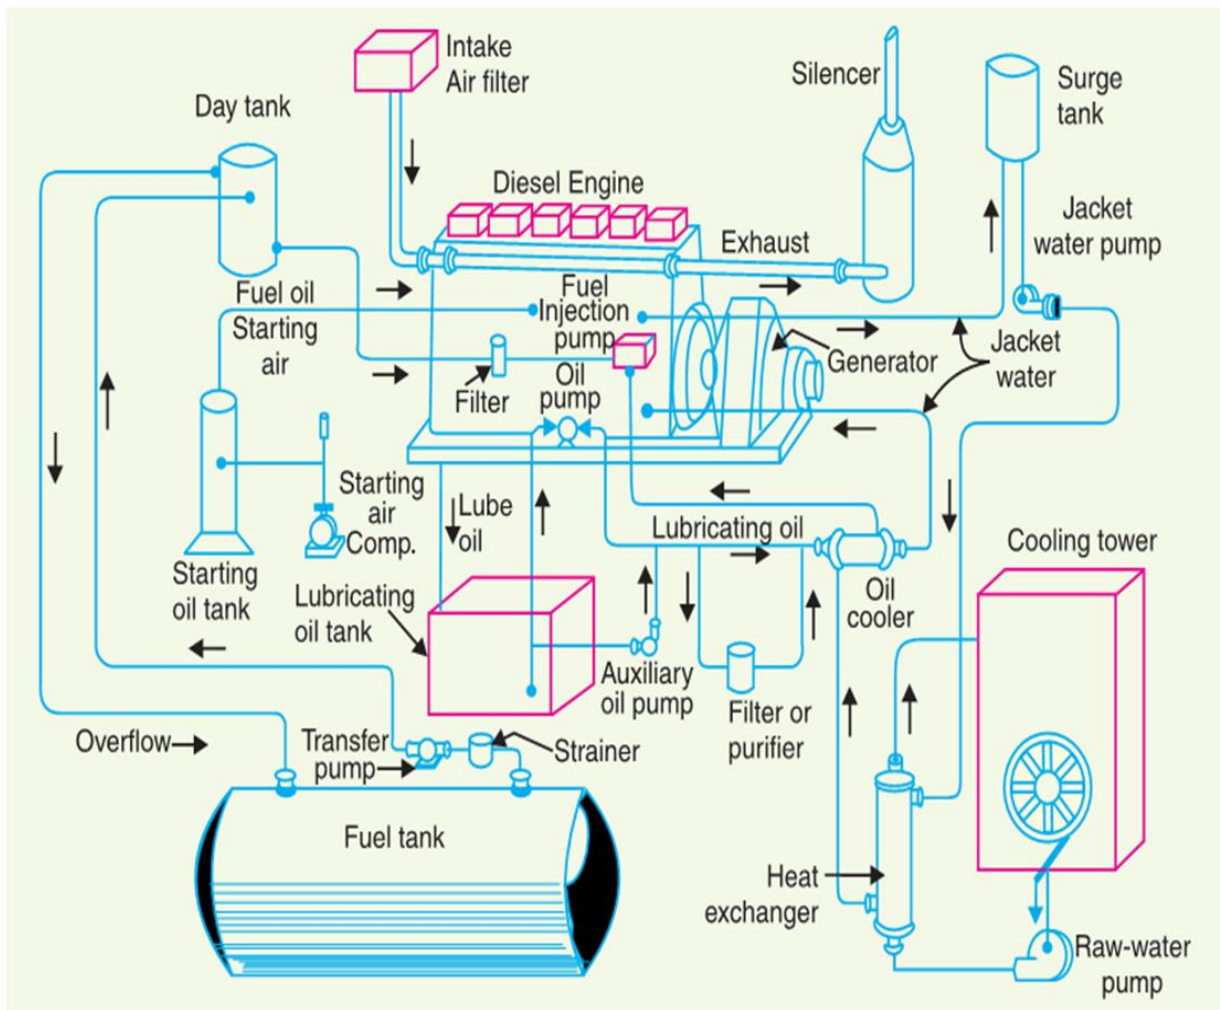 Intake
Air filter
Silencer
Surge
tank
Day tank
Diesel Engine
Jacket
water pump
Exhaust
Fuel oil
Starting
air
Fuel
Injection
pump
Generator
Jacket
water
Filter
Oil
pump
Starting
air
Comp.
Lube
oil
Lubricating oil
Cooling tower
Starting
oil tank
Lubricating
oil tank
Oil
cooler
Auxiliary
oil pump
Filter or
purifier
Overflow
Transfer
pump
Strainer
Fuel tank
Heat
exchanger
Raw-water
pump